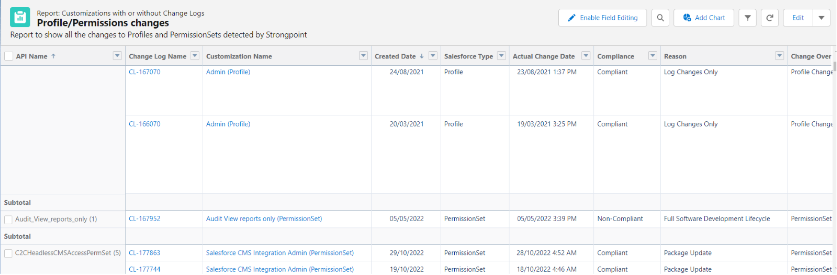 Report: Customizations with or without Change Logs
Profile/Permissions changes
Enable Field Editing
Add Chart
Edit
Report to show all the changes to Profiles and PermissionSets detected by Strongpoint
API Name ↑ Change Log Name Customization Name Created Date ↓ Salesforce Type Actual Change Date Compliance Reason Change Over
CL-167070 Admin (Profile) 24/08/2021 Profile 23/08/2021 1:37 PM Compliant Log Changes Only Profile Change
CL-166070 Admin (Profile) 20/03/2021 Profile 19/03/2021 3:25 PM Compliant Log Changes Only Profile Change
Subtotal
Audit_View_reports_only (1) CL-167952 Audit View reports only (PermissionSet) 05/05/2022 PermissionSet 05/05/2022 3:39 PM Non-Compliant Full Software Development Lifecycle PermissionSet
Subtotal
C2CHeadlessCMSAccessPermSet (5) CL-177863 Salesforce CMS Integration Admin (PermissionSet) 29/10/2022 PermissionSet 28/10/2022 4:52 AM Compliant Package Update PermissionSet
CL-177744 Salesforce CMS Integration Admin (PermissionSet) 19/10/2022 PermissionSet 18/10/2022 4:46 AM Compliant Package Update PermissionSet